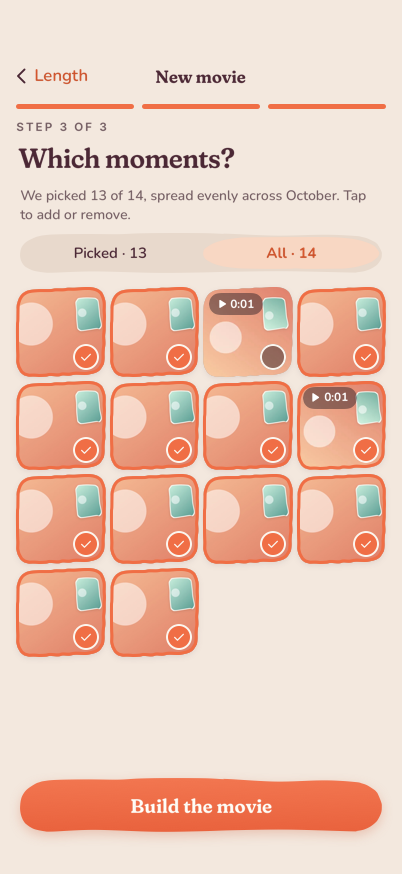 Length
New movie
STEP 3 OF 3
Which moments?
We picked 13 of 14, spread evenly across October. Tap
to add or remove.
Picked · 13
All · 14
0:01
0:01
Build the movie